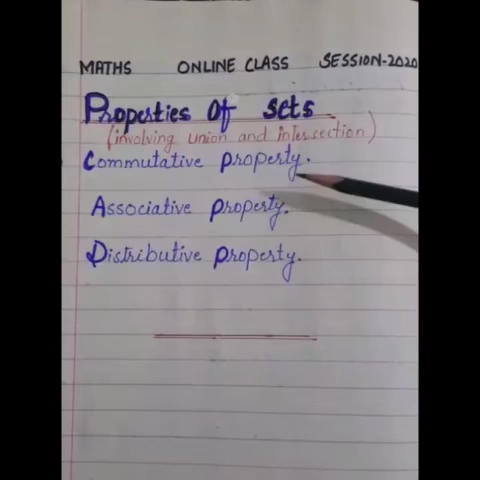 MATHS ONLINE CLASS SESSION-2020
Properties Of Sets
(involving union and intersection)
Commutative Property.
Associative Property.
Distributive Property.